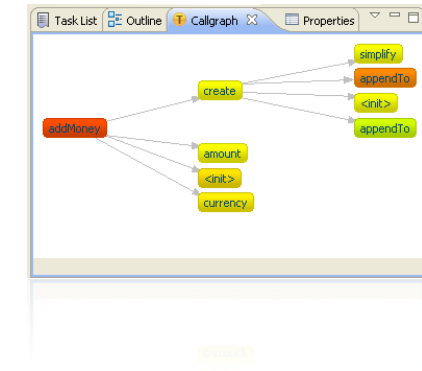 Task List
Outline
Callgraph
Properties
simplify
appendTo
create
<init>
addMoney
appendTo
amount
<init>
currency